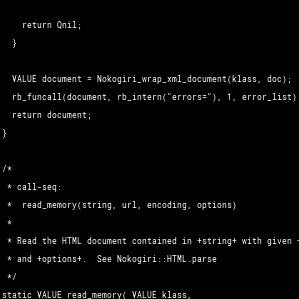 return Qnil;
  }

  VALUE document = Nokogiri_wrap_xml_document(klass, doc);
  rb_funcall(document, rb_intern("errors="), 1, error_list)
  return document;
}

/*
 * call-seq:
 *  read_memory(string, url, encoding, options)
 *
 * Read the HTML document contained in +string+ with given +
 * and +options+.  See Nokogiri::HTML.parse
 */
static VALUE read_memory( VALUE klass,